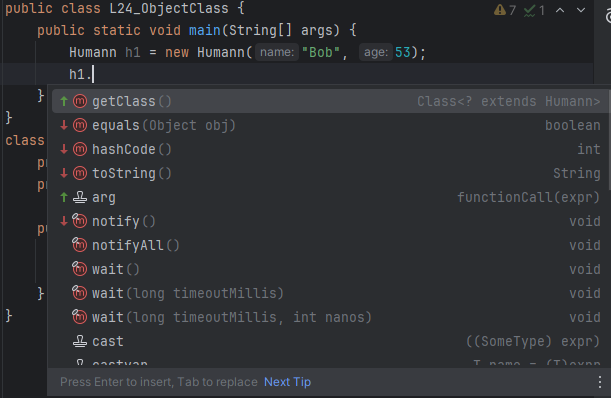 public class L24_ObjectClass {
7 1
public static void main(String[] args) {
Humann h1 = new Humann( name: "Bob", age: 53);
h1.
}
}
class
pr
pr
pu
}
}
getClass() Class<? extends Humann>
equals(Object obj) boolean
hashCode() int
toString() String
arg functionCall(expr)
notify() void
notifyAll() void
wait() void
wait(long timeoutMillis) void
wait(long timeoutMillis, int nanos) void
cast ((SomeType) expr)
castvar T name = (T)expr
Press Enter to insert, Tab to replace Next Tip